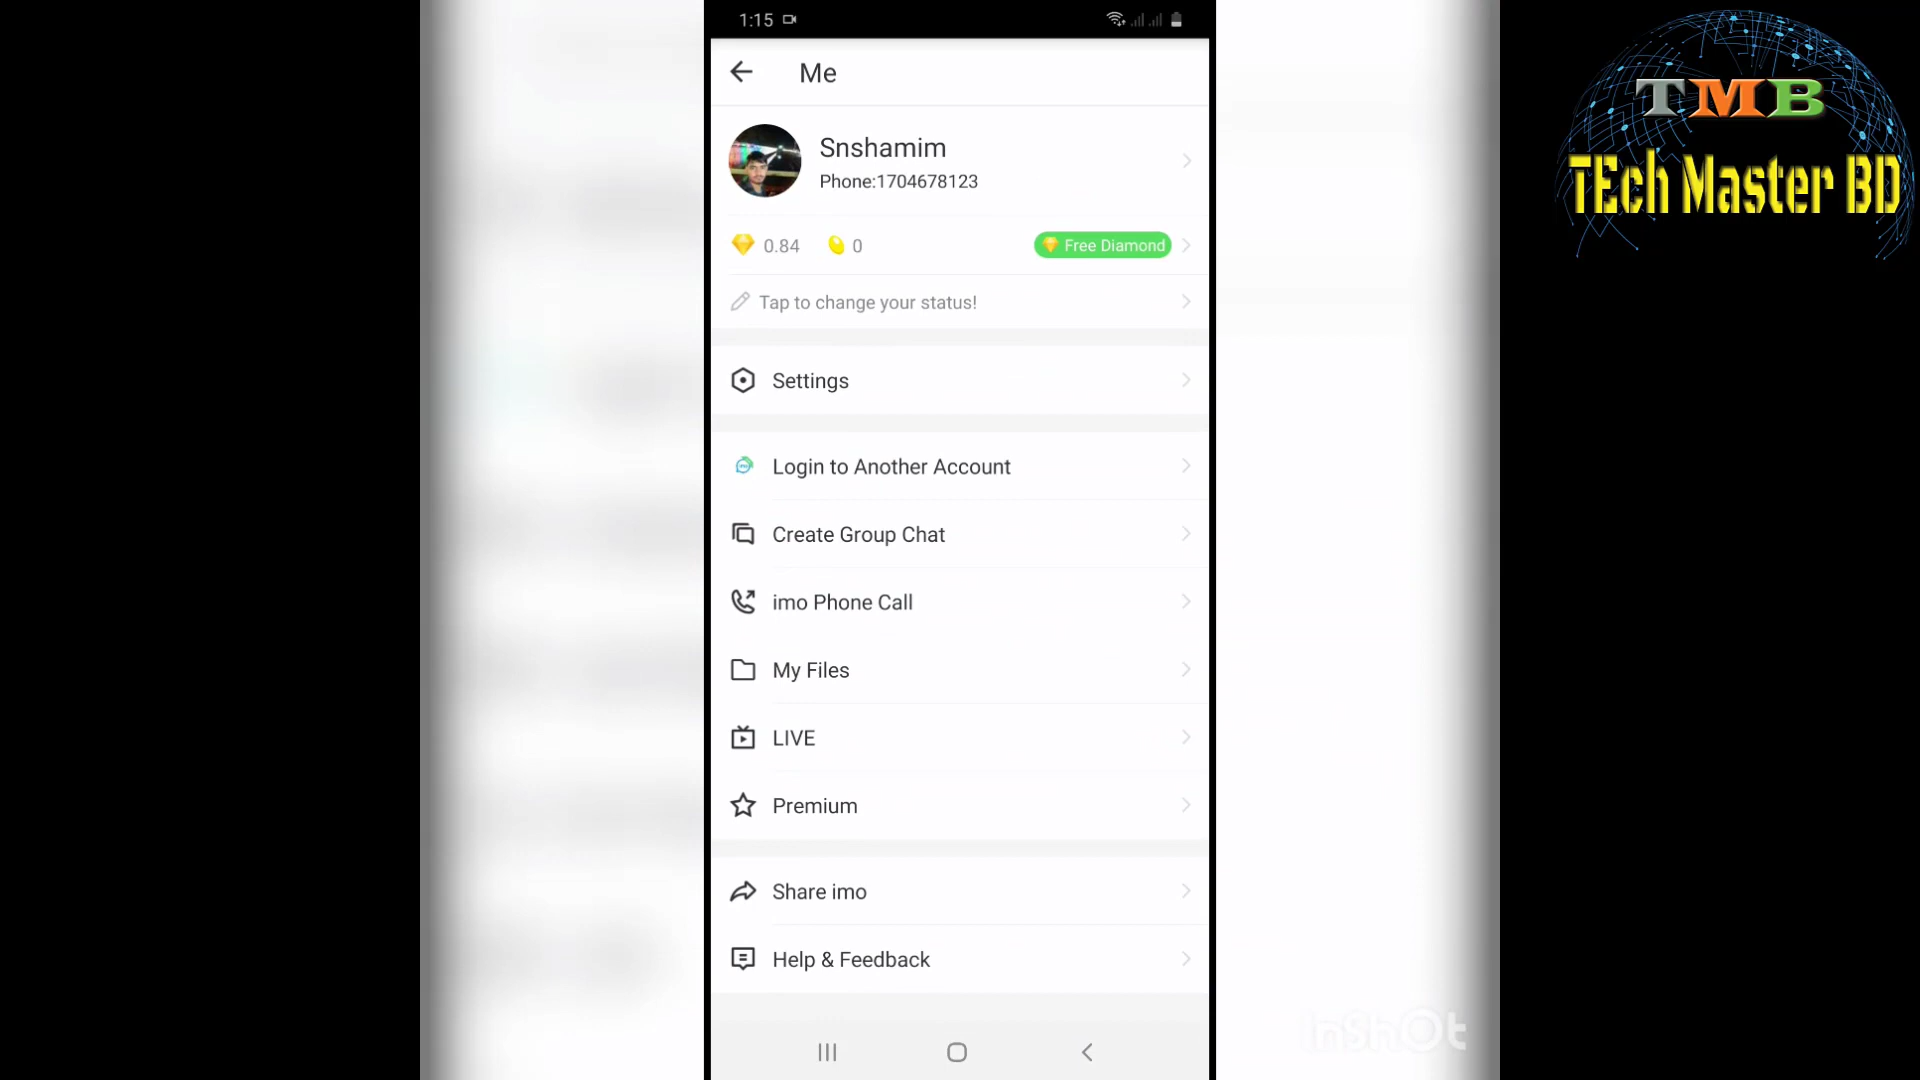 1:15
Me
TMB
TEch Master BD
Snshamim
Phone:1704678123
0.84
0
Free Diamond
Tap to change your status!
Settings
Login to Another Account
Create Group Chat
imo Phone Call
My Files
LIVE
Premium
Share imo
Help & Feedback
InShOt